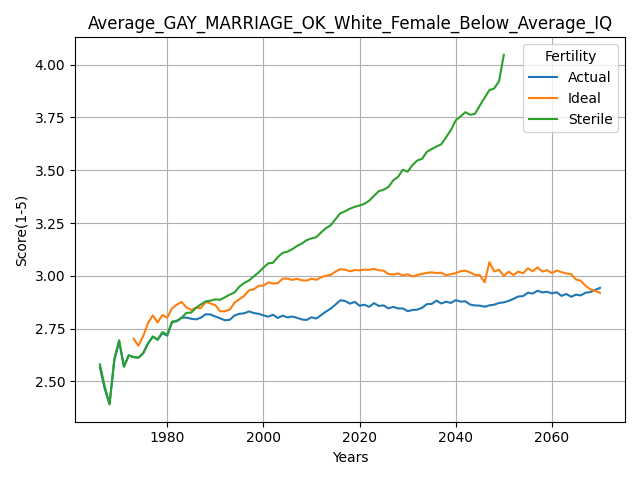 Average_GAY_MARRIAGE_OK_White_Female_Below_Average_IQ
Fertility
Actual
Ideal
Sterile
Score(1-5)
4.00
3.75
3.50
3.25
3.00
2.75
2.50
1980 2000 2020 2040 2060
Years